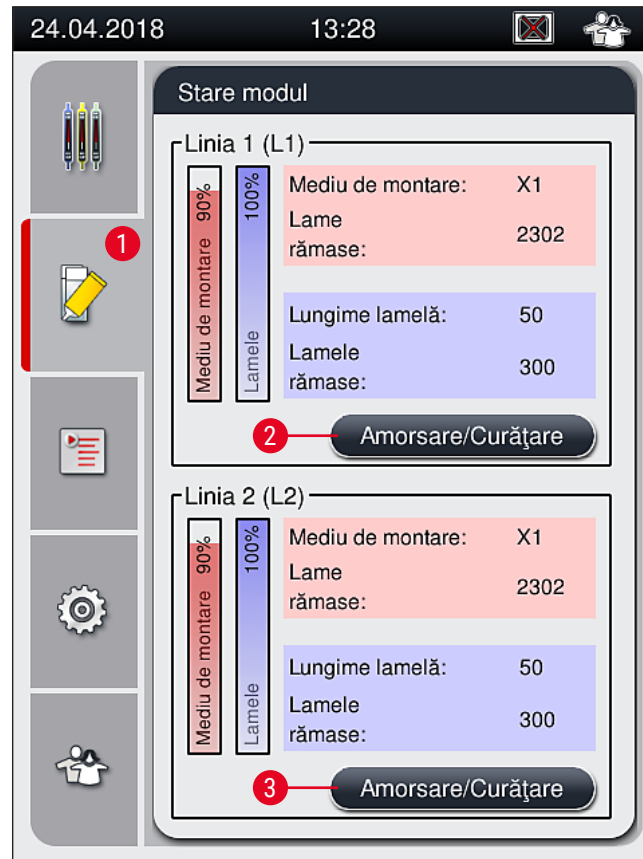 24.04.2018 13:28
Stare modul
1
Linia 1 (L1)
Mediu de montare 90%
Lamele 100%
Mediu de montare: X1
Lame
rămase: 2302
Lungime lamelă: 50
Lamele
rămase: 300
2 Amorsare/Curăţare
Linia 2 (L2)
Mediu de montare 90%
Lamele 100%
Mediu de montare: X1
Lame
rămase: 2302
Lungime lamelă: 50
Lamele
rămase: 300
3 Amorsare/Curăţare